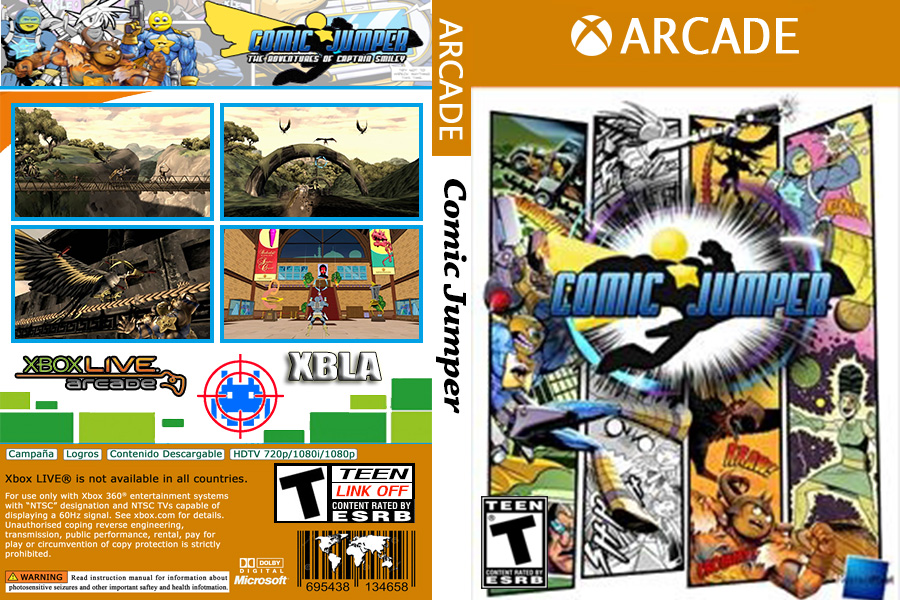 COMIC JUMPER
THE ADVENTURES OF CAPTAIN SMILEY
XBOX LIVE
arcade
XBLA
Campaña
Logros
Contenido Descargable
HDTV 720p/1080i/1080p
Xbox LIVE® is not available in all countries.
For use only with Xbox 360® entertainment systems
with “NTSC” designation and NTSC TVs capable of
displaying a 60Hz signal. See xbox.com for details.
Unauthorised coping reverse engineering,
transmission, public performance, rental, pay for
play or circumvention of copy protection is strictly
prohibited.
WARNING Read instruction manual for information about
photosensitive seizures and other important saftey and health infotmation.
T
TEEN
LINK OFF
CONTENT RATED BY
ESRB
DOLBY
DIGITAL
Microsoft
695438 134658
ARCADE
Comic Jumper
ARCADE
COMIC JUMPER
TEEN
T
CONTENT RATED BY
ESRB